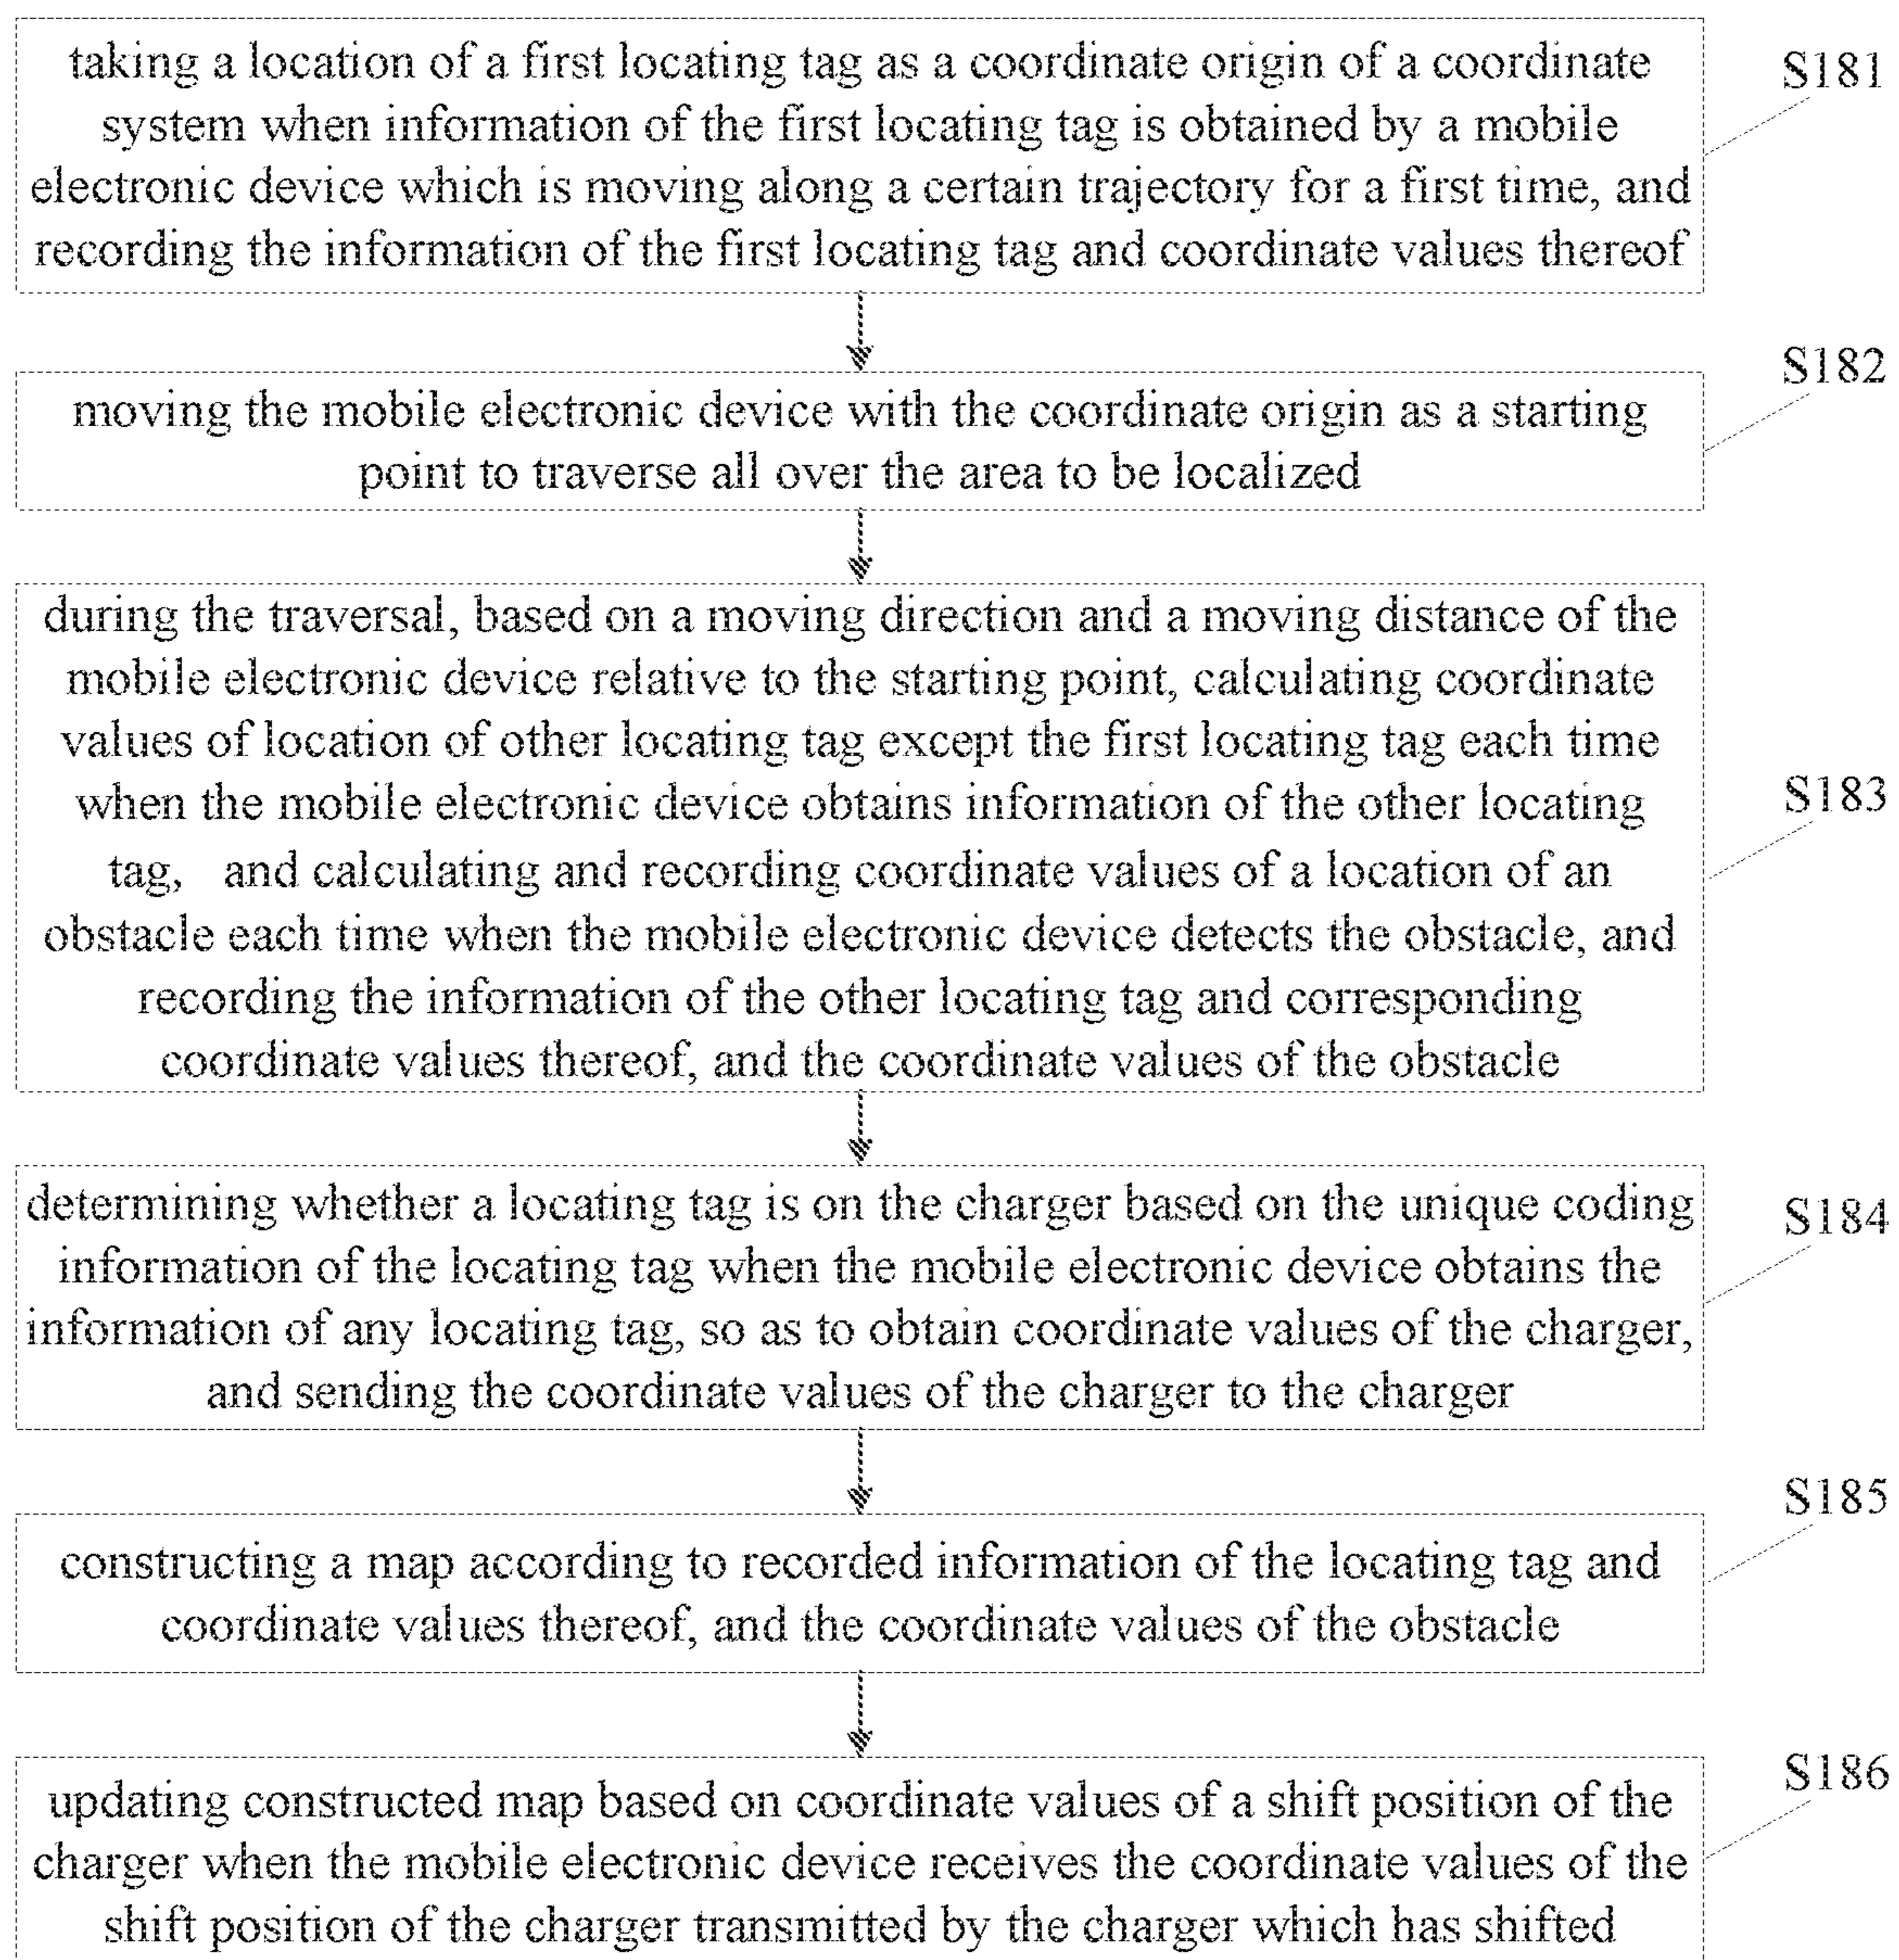 taking a location of a first locating tag as a coordinate origin of a coordinate
system when information of the first locating tag is obtained by a mobile
electronic device which is moving along a certain trajectory for a first time, and
recording the information of the first locating tag and coordinate values thereof
S181
moving the mobile electronic device with the coordinate origin as a starting
point to traverse all over the area to be localized
S182
during the traversal, based on a moving direction and a moving distance of the
mobile electronic device relative to the starting point, calculating coordinate
values of location of other locating tag except the first locating tag each time
when the mobile electronic device obtains information of the other locating
tag, and calculating and recording coordinate values of a location of an
obstacle each time when the mobile electronic device detects the obstacle, and
recording the information of the other locating tag and corresponding
coordinate values thereof, and the coordinate values of the obstacle
S183
determining whether a locating tag is on the charger based on the unique coding
information of the locating tag when the mobile electronic device obtains the
information of any locating tag, so as to obtain coordinate values of the charger,
and sending the coordinate values of the charger to the charger
S184
constructing a map according to recorded information of the locating tag and
coordinate values thereof, and the coordinate values of the obstacle
S185
updating constructed map based on coordinate values of a shift position of the
charger when the mobile electronic device receives the coordinate values of the
shift position of the charger transmitted by the charger which has shifted
S186